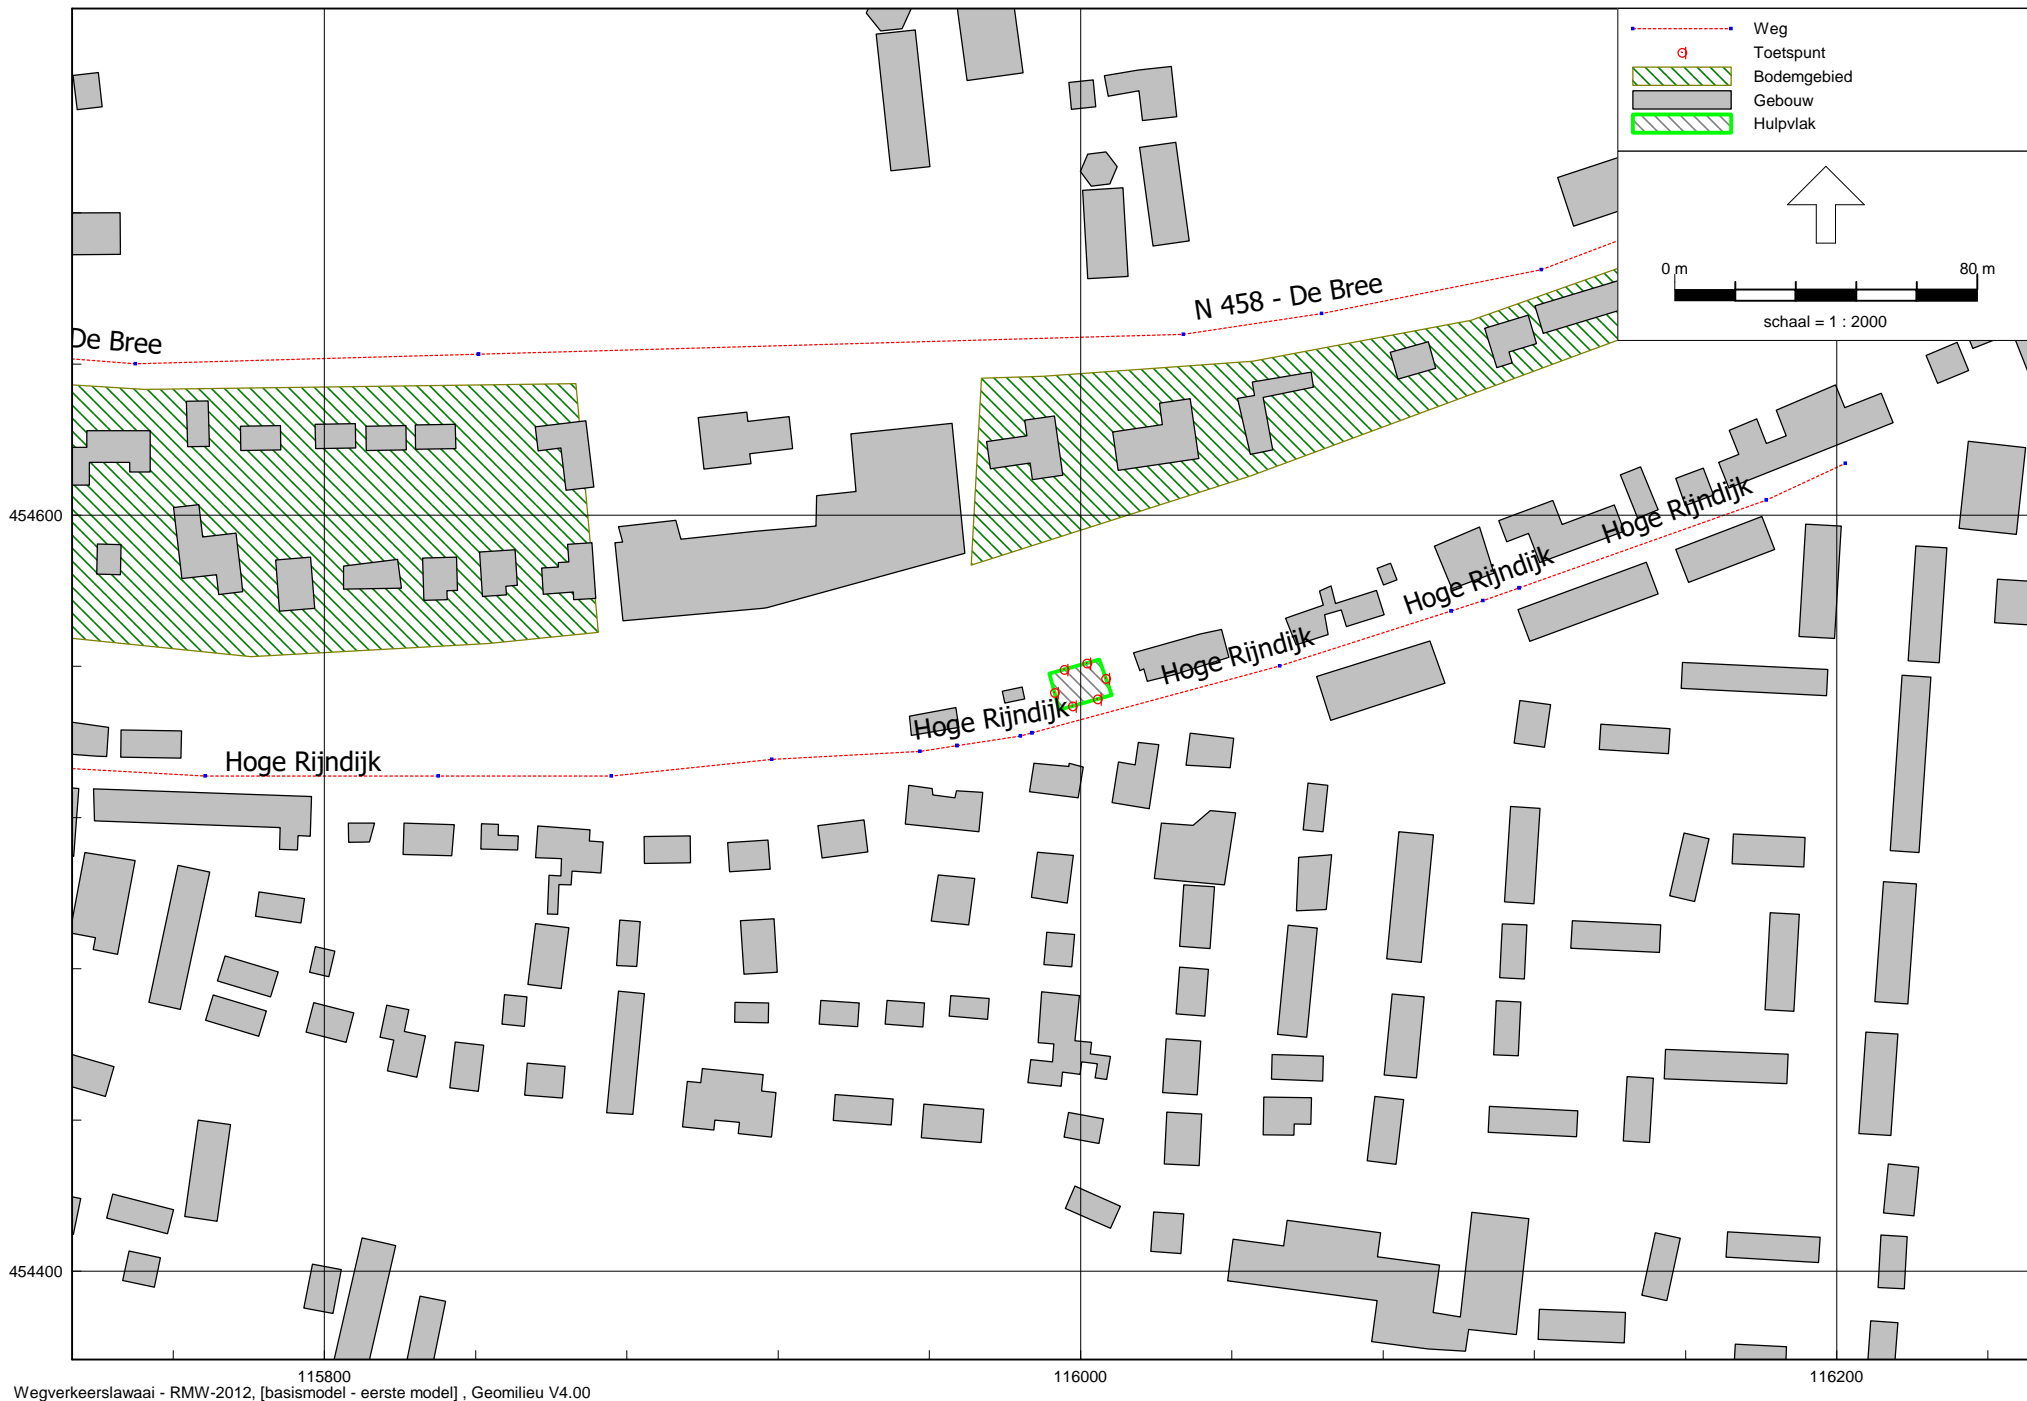 Weg
Toetspunt
Bodemgebied
Gebouw
Hulpvlak
0 m 80 m
schaal = 1 : 2000
N 458 - De Bree
De Bree
454600
Hoge Rijndijk
Hoge Rijndijk
Hoge Rijndijk
Hoge Rijndijk
Hoge Rijndijk
454400
115800 116000 116200
Wegverkeerslawaai - RMW-2012, [basismodel - eerste model] , Geomilieu V4.00